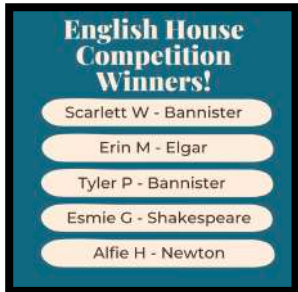 English House
Competition
Winners!
Scarlett W - Bannister
Erin M - Elgar
Tyler P - Bannister
Esmie G - Shakespeare
Alfie H - Newton